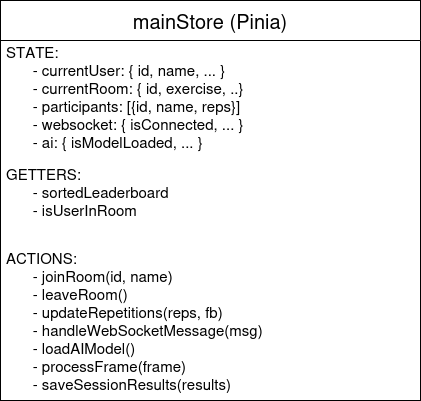 mainStore (Pinia)
STATE:
- currentUser: { id, name, ... }
- currentRoom: { id, exercise, ..}
- participants: [{id, name, reps}]
- websocket: { isConnected, ... }
- ai: { isModelLoaded, ... }
GETTERS:
- sortedLeaderboard
- isUserInRoom
ACTIONS:
- joinRoom(id, name)
- leaveRoom()
- updateRepetitions(reps, fb)
- handleWebSocketMessage(msg)
- loadAIModel()
- processFrame(frame)
- saveSessionResults(results)